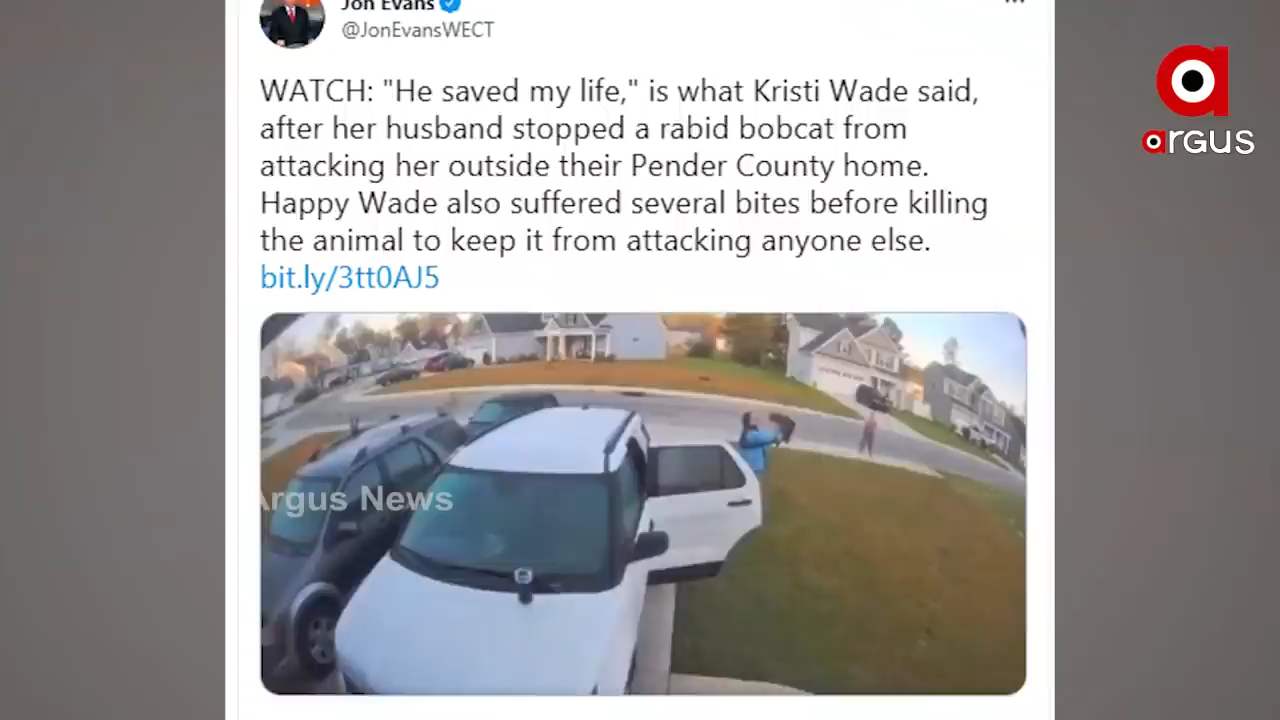 Jon Evans
@JonEvansWECT
argus
WATCH: "He saved my life," is what Kristi Wade said,
after her husband stopped a rabid bobcat from
attacking her outside their Pender County home.
Happy Wade also suffered several bites before killing
the animal to keep it from attacking anyone else.
bit.ly/3tt0AJ5
Argus News